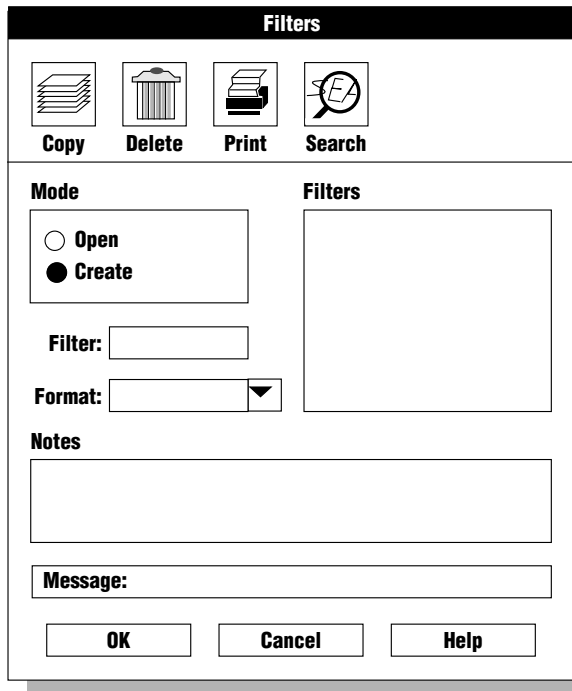 Filters
Copy Delete Print Search
Mode Filters
Open
Create
Filter:
Format:
Notes
Message:
OK Cancel Help